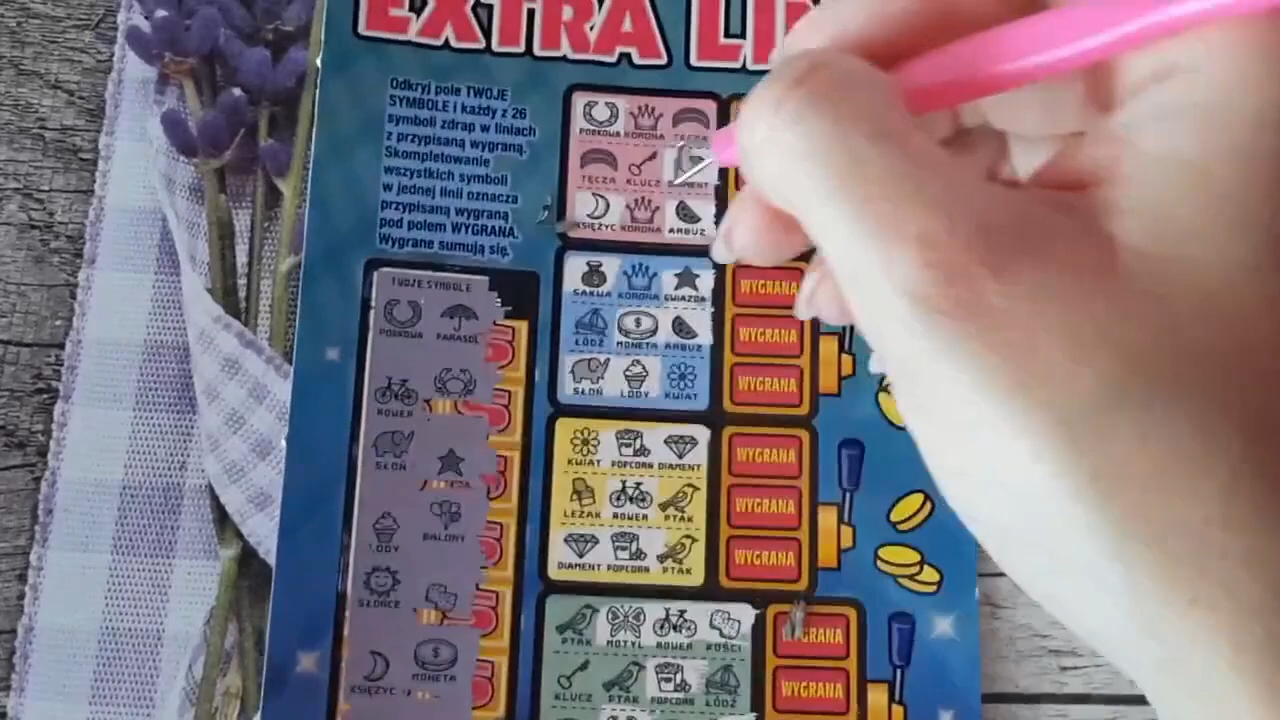 EXTRA LIN
Odkryj pole TWOJE
SYMBOLE i każdy z 26
symboli zdrap w liniach
z przypisaną wygraną.
Skompletowanie
wszystkich symboli
w jednej linii oznacza
przypisaną wygraną
pod polem WYGRANA.
Wygrane sumują się.
TWOJE SYMBOLE
PODKOWA PARASOL
ROWER
SŁOŃ
LODY BALONY
SŁOŃCE
KSIĘŻYC MONETA
PODKOWA KORONA TĘCZA
TĘCZA KLUCZ DIAMENT
KSIĘŻYC KORONA ARBUZ
SAKWA KORONA GWIAZDA
ŁÓDŹ MONETA ARBUZ
SŁOŃ LODY KWIAT
WYGRANA
WYGRANA
WYGRANA
KWIAT POPCORN DIAMENT
LEŻAK ROWER PTAK
DIAMENT POPCORN PTAK
WYGRANA
WYGRANA
WYGRANA
PTAK MOTYL ROWER KOŚCI
KLUCZ PTAK POPCORN ŁÓDŹ
WYGRANA
WYGRANA